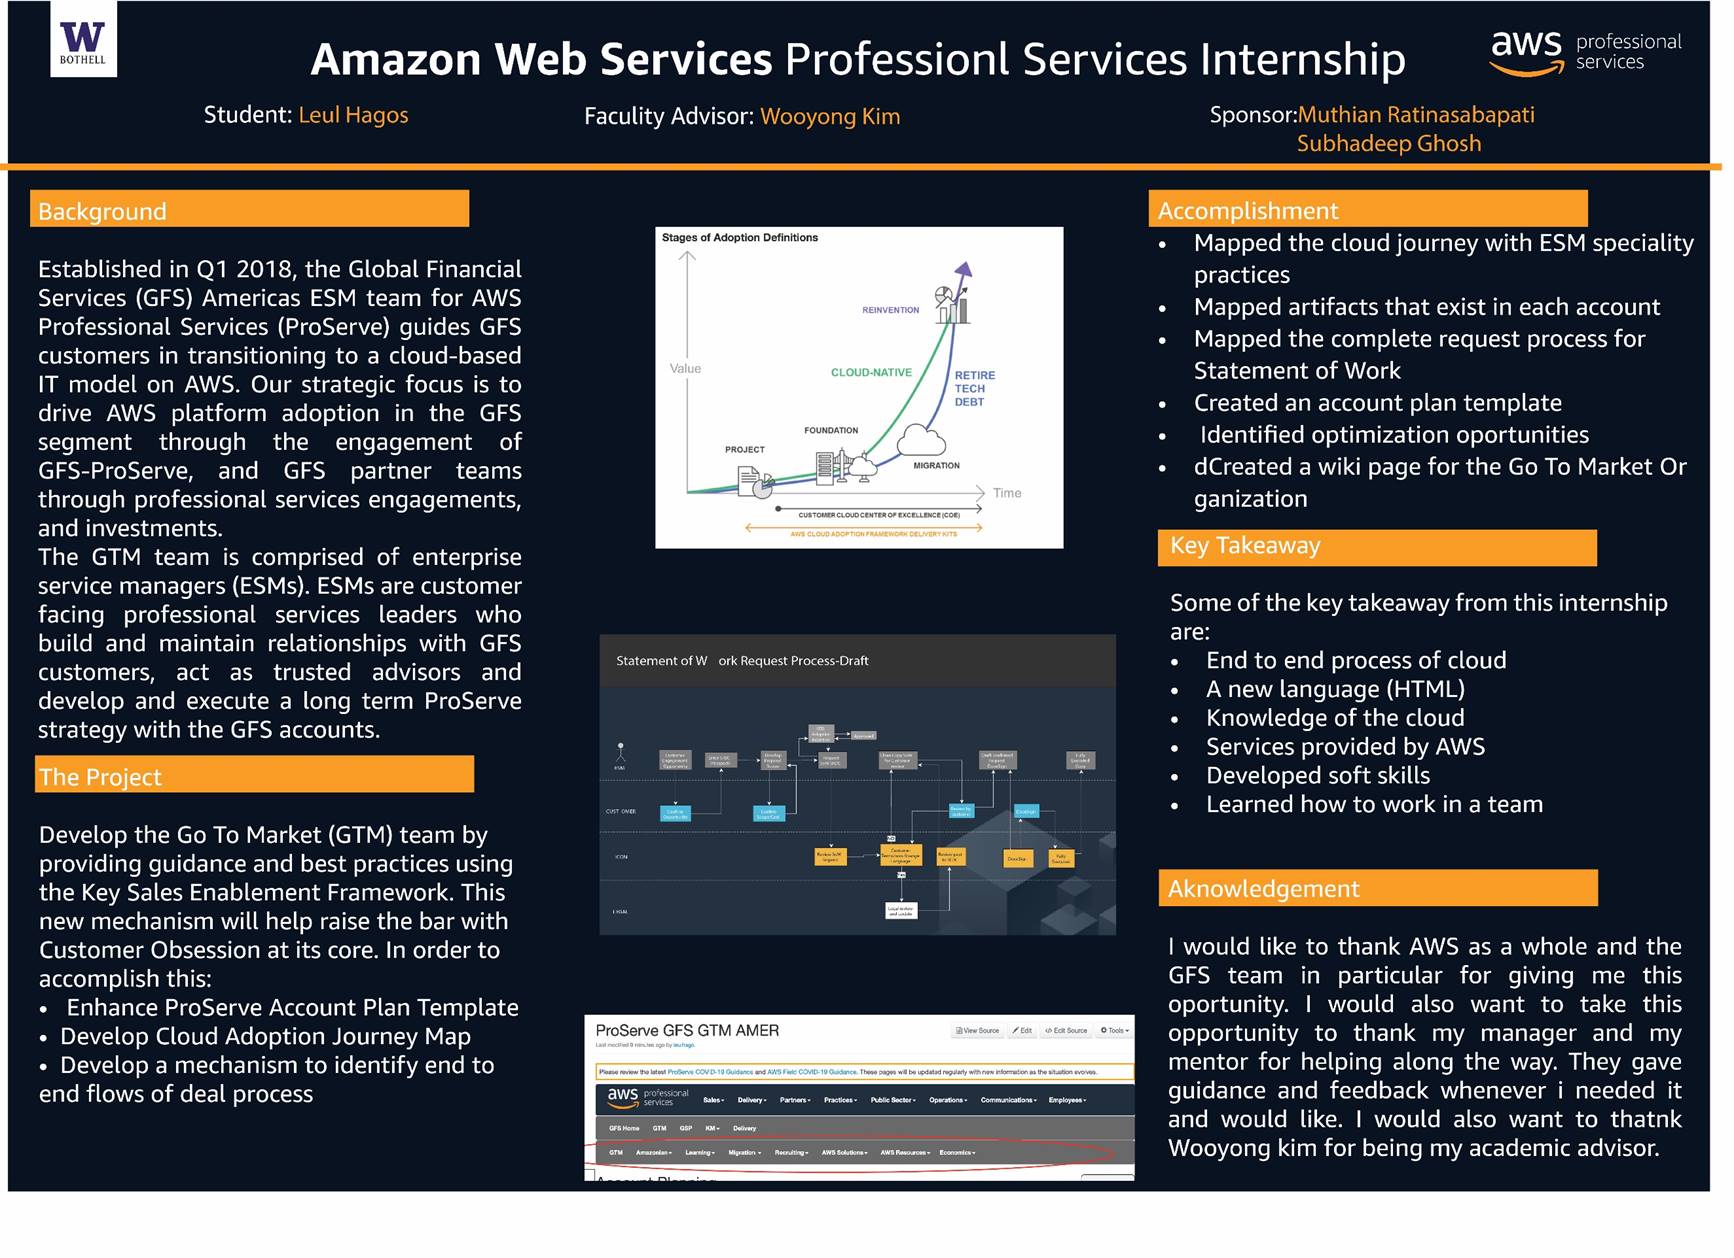 W
BOTHELL
Amazon Web Services Professionl Services Internship
aws professional
services
Student: Leul Hagos
Faculity Advisor: Wooyong Kim
Sponsor:Muthian Ratinasabapati
Subhadeep Ghosh
Background
Established in Q1 2018, the Global Financial
Services (GFS) Americas ESM team for AWS
Professional Services (ProServe) guides GFS
customers in transitioning to a cloud-based
IT model on AWS. Our strategic focus is to
drive AWS platform adoption in the GFS
segment through the engagement of
GFS-ProServe, and GFS partner teams
through professional services engagements,
and investments.
The GTM team is comprised of enterprise
service managers (ESMs). ESMs are customer
facing professional services leaders who
build and maintain relationships with GFS
customers, act as trusted advisors and
develop and execute a long term ProServe
strategy with the GFS accounts.
The Project
Develop the Go To Market (GTM) team by
providing guidance and best practices using
the Key Sales Enablement Framework. This
new mechanism will help raise the bar with
Customer Obsession at its core. In order to
accomplish this:
• Enhance ProServe Account Plan Template
• Develop Cloud Adoption Journey Map
• Develop a mechanism to identify end to
end flows of deal process
Stages of Adoption Definitions
REINVENTION
Value
CLOUD-NATIVE
RETIRE
TECH
DEBT
FOUNDATION
PROJECT
MIGRATION
Time
CUSTOMER CLOUD CENTER OF EXCELLENCE (COE)
AWS CLOUD ADOPTION FRAMEWORK DELIVERY KITS
Statement of W ork Request Process-Draft
ESM
CUST OMER
ICON
LEGAL
ProServe GFS GTM AMER
View Source
Edit
Edit Source
Tools
Last modified 9 minutes ago by leul hago.
Please review the latest ProServe COVID-19 Guidance and AWS Field COVID-19 Guidance. These pages will be updated regularly with new information as the situation evolves.
aws professional
services
Sales Delivery Partners Practices Public Sector Operations Communications Employees
GFS Home GTM GSP KM Delivery
GTM Amazonian Learning Migration Recruiting AWS Solutions AWS Resources Economics
Account Planning
Accomplishment
• Mapped the cloud journey with ESM speciality
practices
• Mapped artifacts that exist in each account
• Mapped the complete request process for
Statement of Work
• Created an account plan template
• Identified optimization oportunities
• dCreated a wiki page for the Go To Market Or
ganization
Key Takeaway
Some of the key takeaway from this internship
are:
• End to end process of cloud
• A new language (HTML)
• Knowledge of the cloud
• Services provided by AWS
• Developed soft skills
• Learned how to work in a team
Aknowledgement
I would like to thank AWS as a whole and the
GFS team in particular for giving me this
oportunity. I would also want to take this
opportunity to thank my manager and my
mentor for helping along the way. They gave
guidance and feedback whenever i needed it
and would like. I would also want to thatnk
Wooyong kim for being my academic advisor.